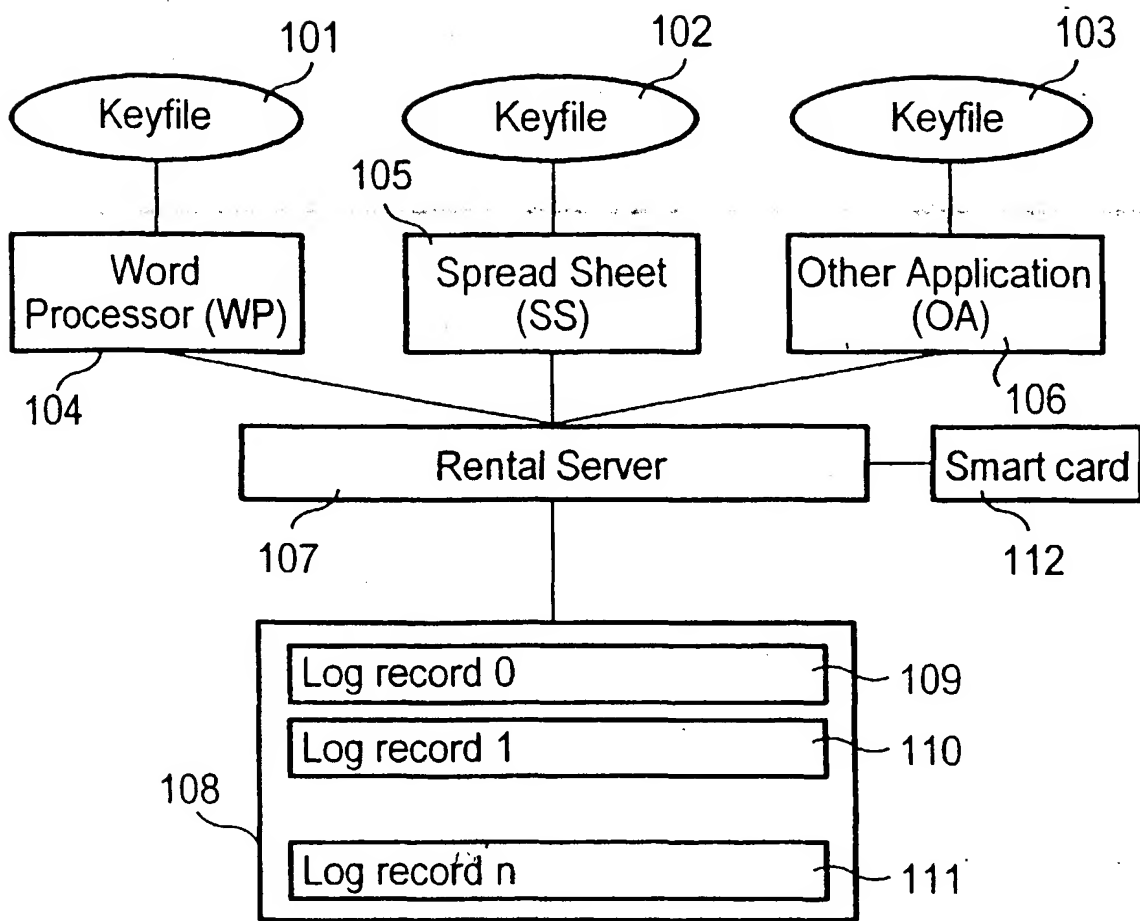 101
102
103
Keyfile
Keyfile
Keyfile
105
Word
Processor (WP)
Spread Sheet
(SS)
Other Application
(OA)
104
106
Rental Server
Smart card
107
112
Log record 0
109
Log record 1
110
108
Log record n
111